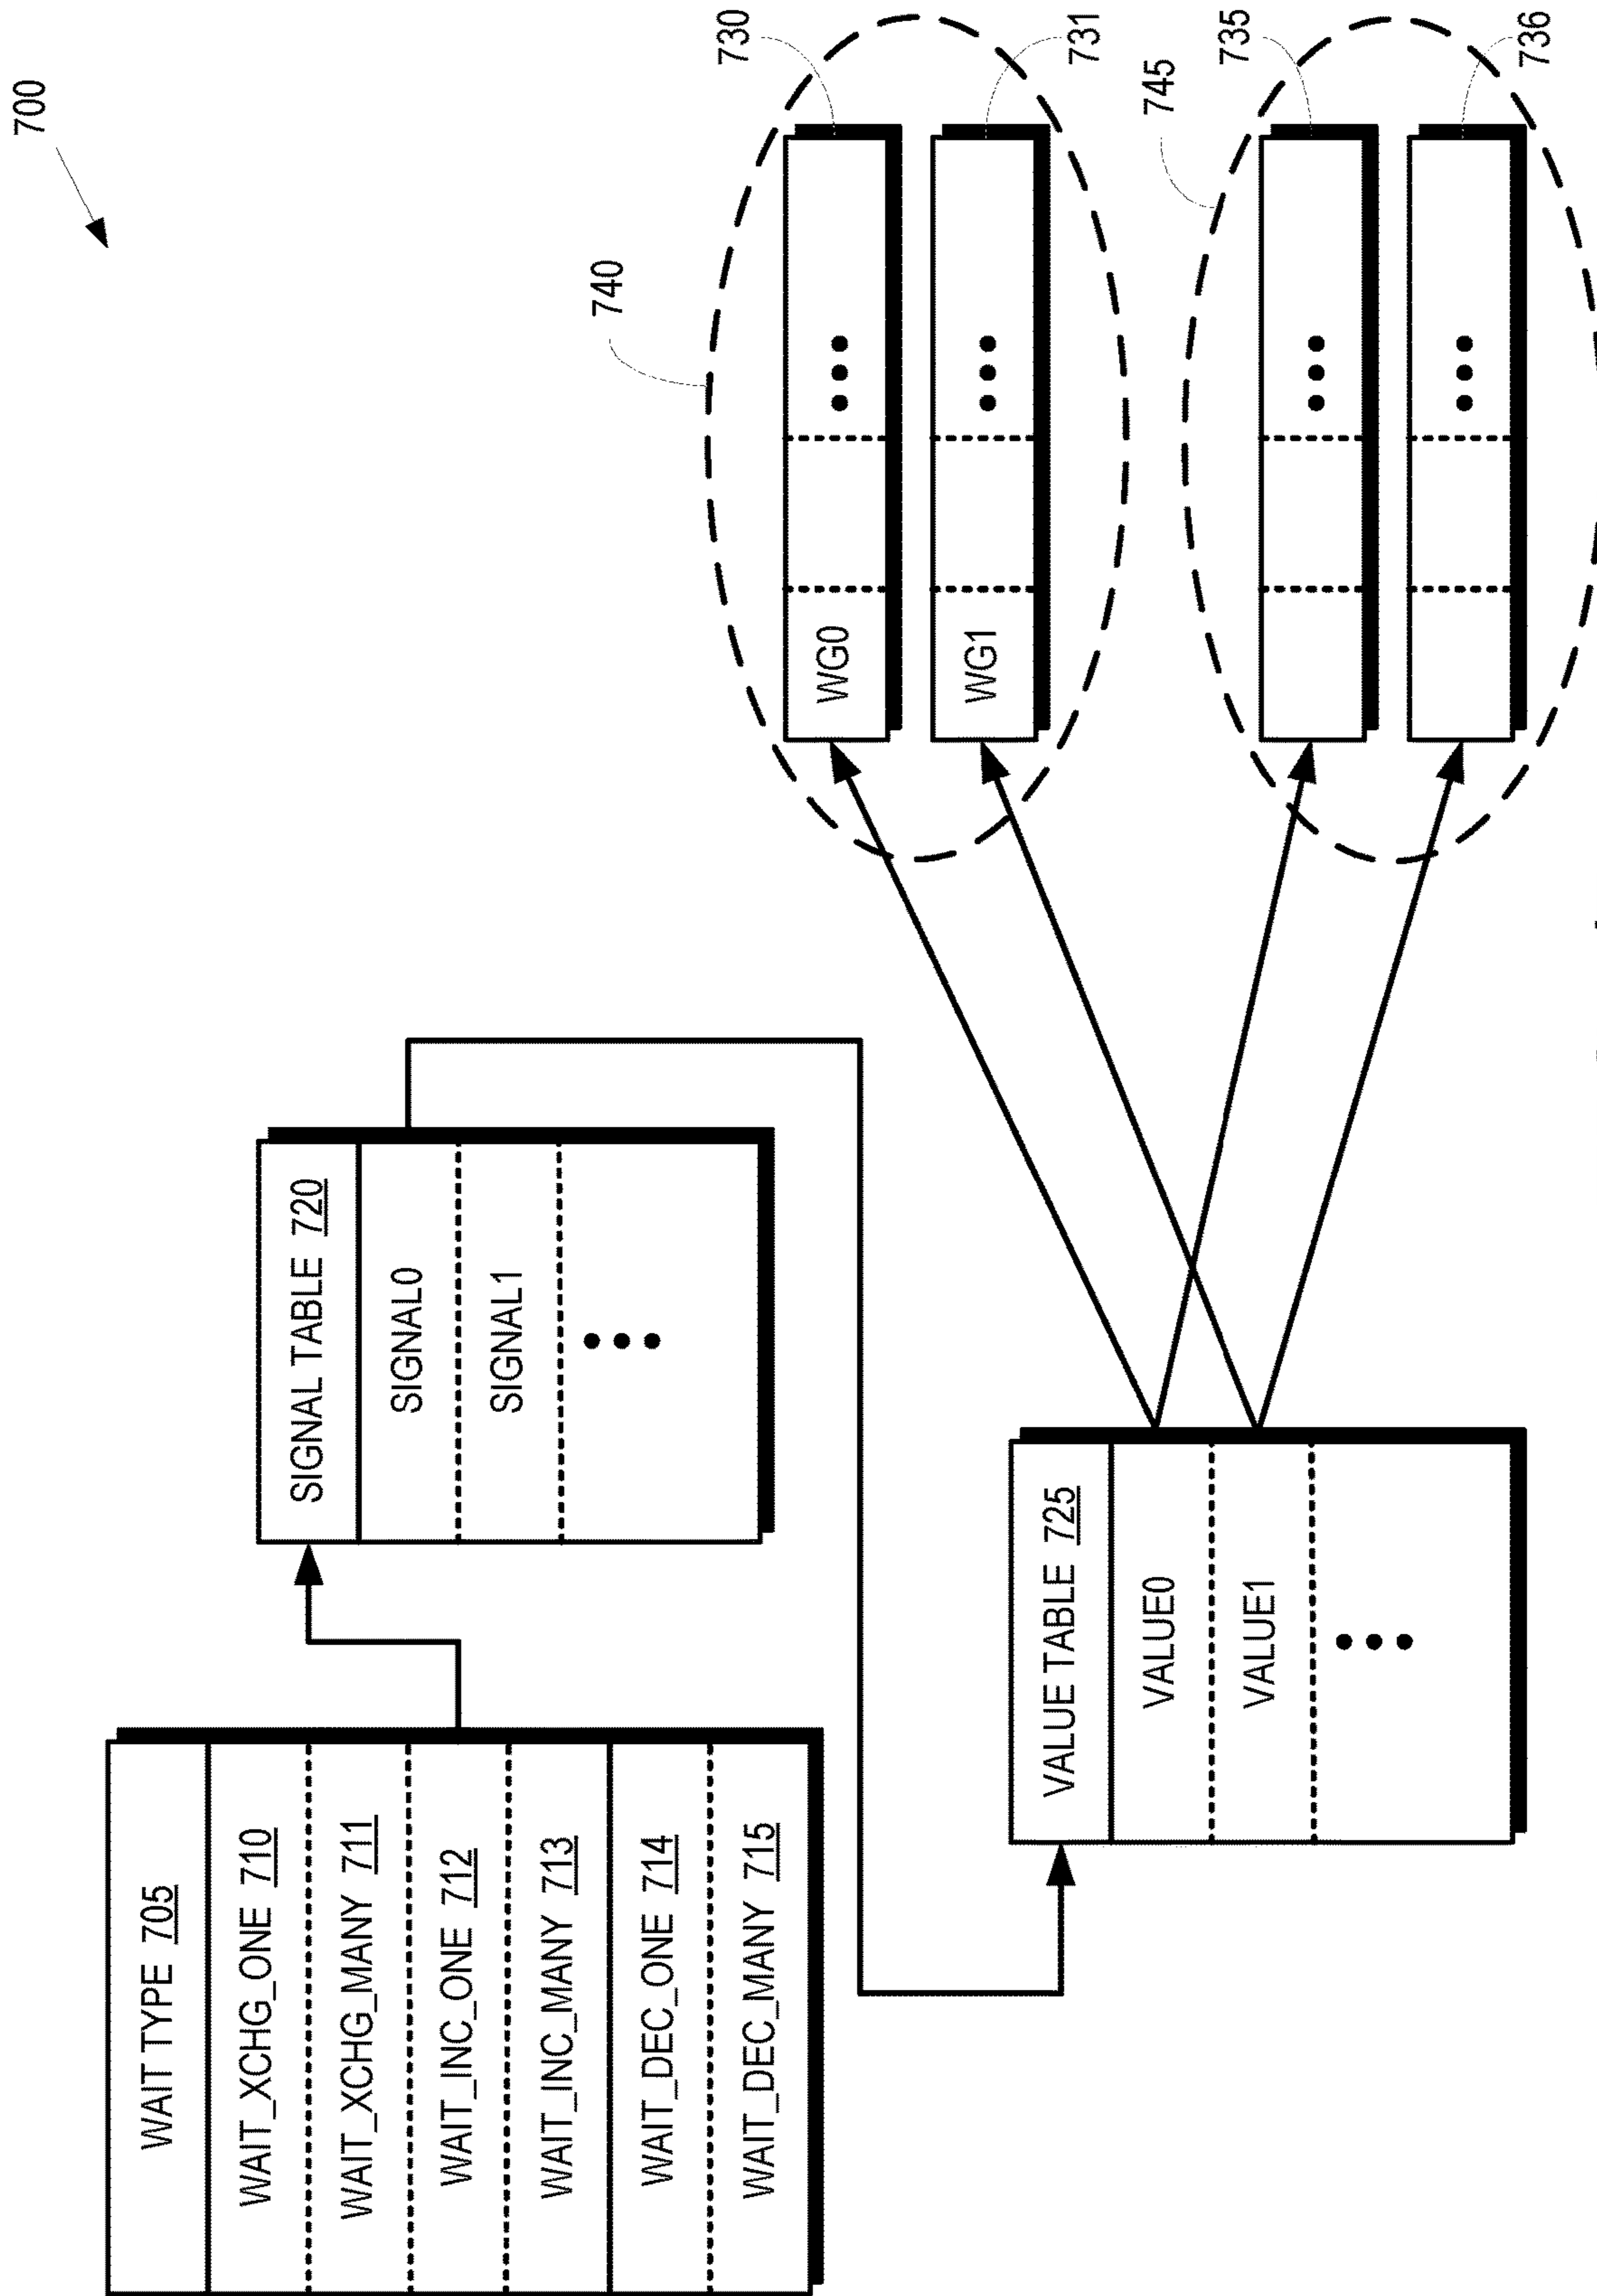 700
WAIT TYPE 705
WAIT_XCHG_ONE 710
WAIT_XCHG_MANY 711
WAIT_INC_ONE 712
WAIT_INC_MANY 713
WAIT_DEC_ONE 714
WAIT_DEC_MANY 715
SIGNAL TABLE 720
SIGNAL0
SIGNAL1
VALUE TABLE 725
VALUE0
VALUE1
740
WG0
730
WG1
731
745
735
736